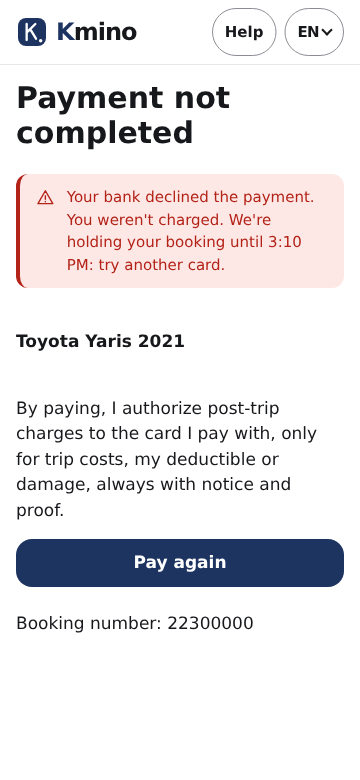 K. Kmino
Help
EN
Payment not
completed
Your bank declined the payment.
You weren't charged. We're
holding your booking until 3:10
PM: try another card.
Toyota Yaris 2021
By paying, I authorize post-trip
charges to the card I pay with, only
for trip costs, my deductible or
damage, always with notice and
proof.
Pay again
Booking number: 22300000